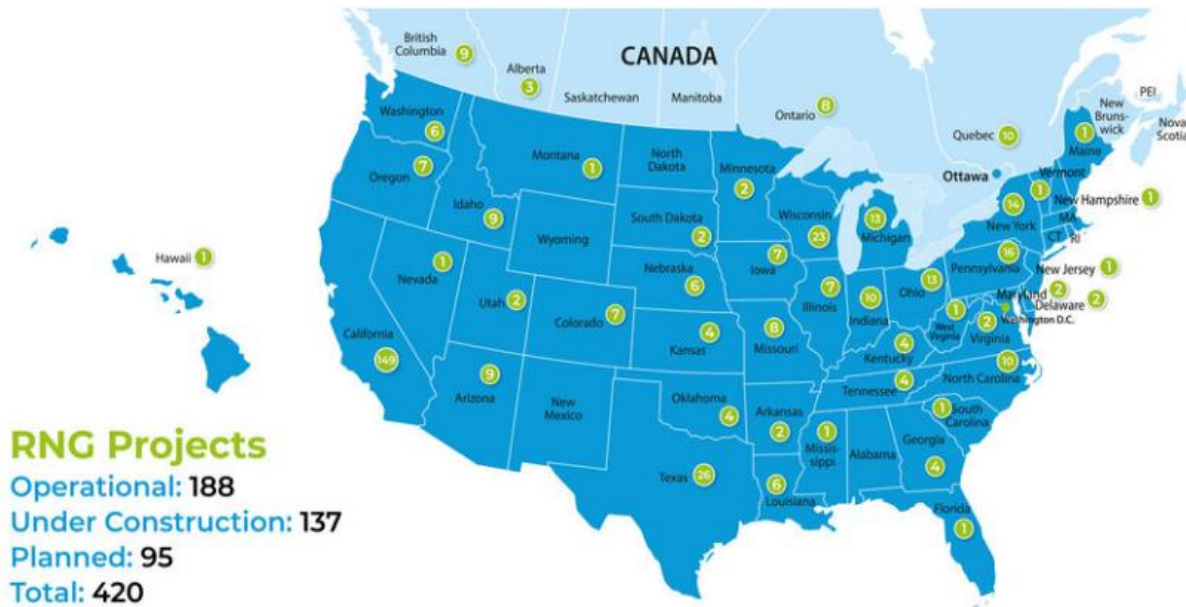 CANADA
British
Columbia
9
Alberta
3
Saskatchewan
Manitoba
Ontario
8
Quebec
10
PEI
New
Bruns-
wick
Nova
Scotia
Ottawa
Washington
6
Oregon
7
Idaho
9
Montana
1
North
Dakota
Minnesota
2
South Dakota
2
Wyoming
Wisconsin
23
Michigan
13
Maine
1
Vermont
1
New Hampshire
1
New York
14
MA
CT
RI
Hawaii
1
Nevada
1
Utah
2
Colorado
7
Nebraska
6
Iowa
7
Illinois
7
Indiana
10
Ohio
13
Pennsylvania
16
New Jersey
1
Maryland
2
Delaware
2
Washington D.C.
West
Virginia
1
Virginia
2
California
149
Arizona
9
New
Mexico
Kansas
4
Missouri
8
Kentucky
4
Tennessee
4
North Carolina
10
South
Carolina
1
Oklahoma
4
Arkansas
2
Missis-
sippi
1
Alabama
Georgia
4
Texas
26
Louisiana
6
Florida
1
RNG Projects
Operational: 188
Under Construction: 137
Planned: 95
Total: 420